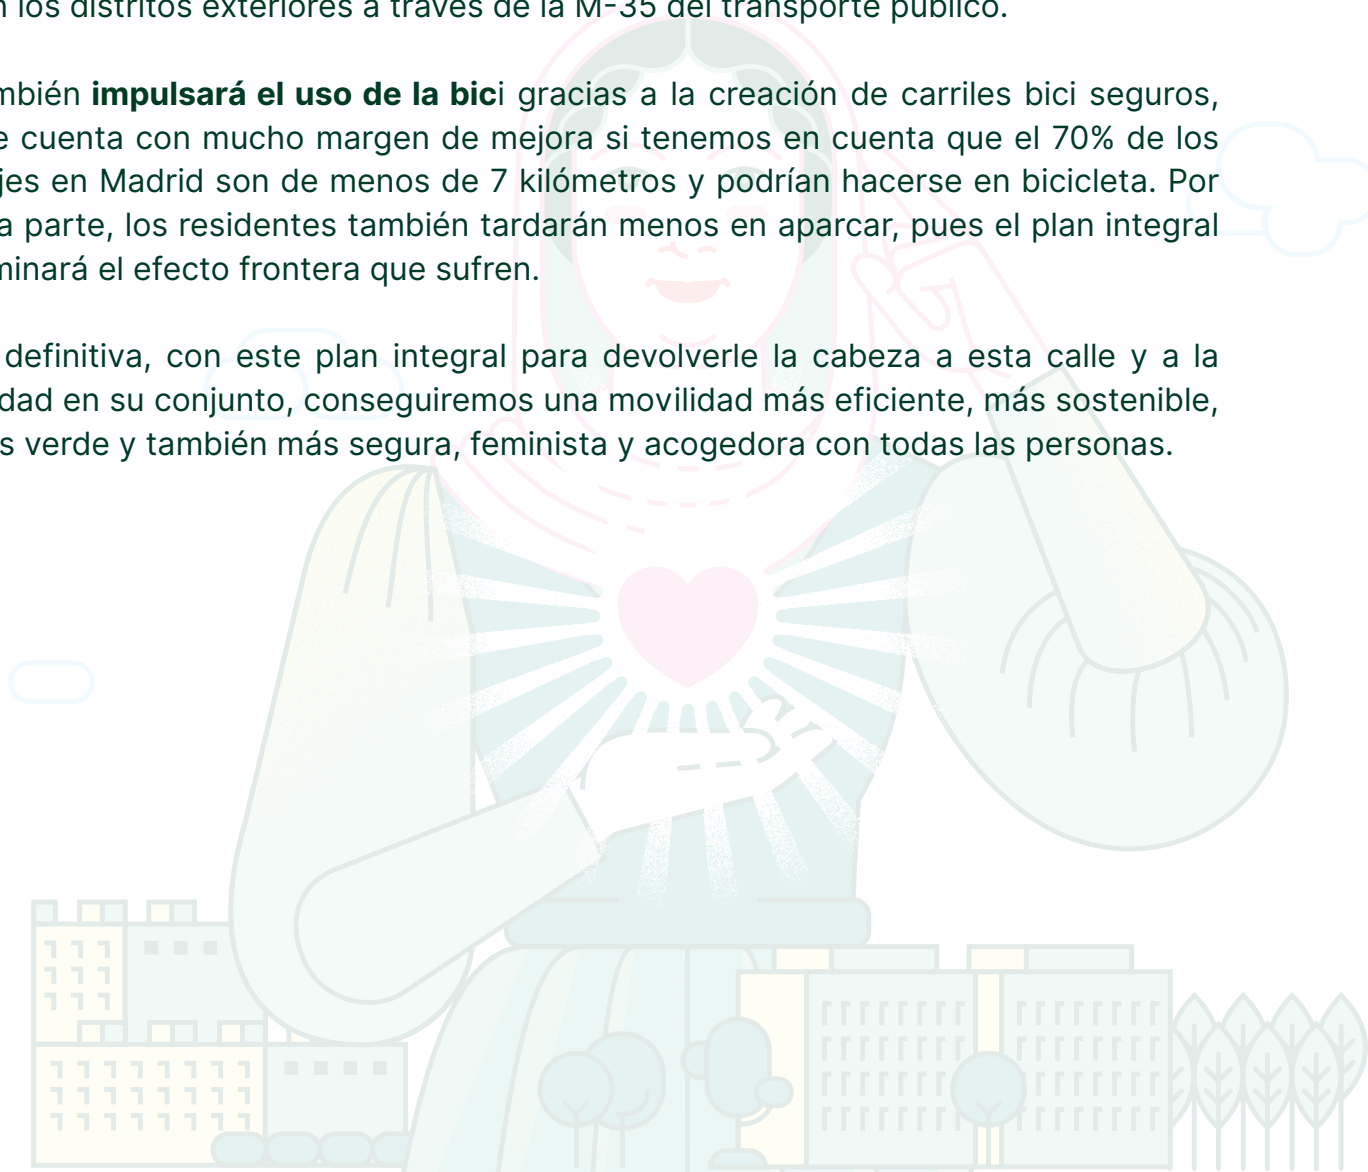 n los distritos exteriores a través de la M-35 del transporte público.
mbién impulsará el uso de la bici gracias a la creación de carriles bici seguros,
e cuenta con mucho margen de mejora si tenemos en cuenta que el 70% de los
jes en Madrid son de menos de 7 kilómetros y podrían hacerse en bicicleta. Por
a parte, los residentes también tardarán menos en aparcar, pues el plan integral
minará el efecto frontera que sufren.
definitiva, con este plan integral para devolverle la cabeza a esta calle y a la
dad en su conjunto, conseguiremos una movilidad más eficiente, más sostenible,
s verde y también más segura, feminista y acogedora con todas las personas.